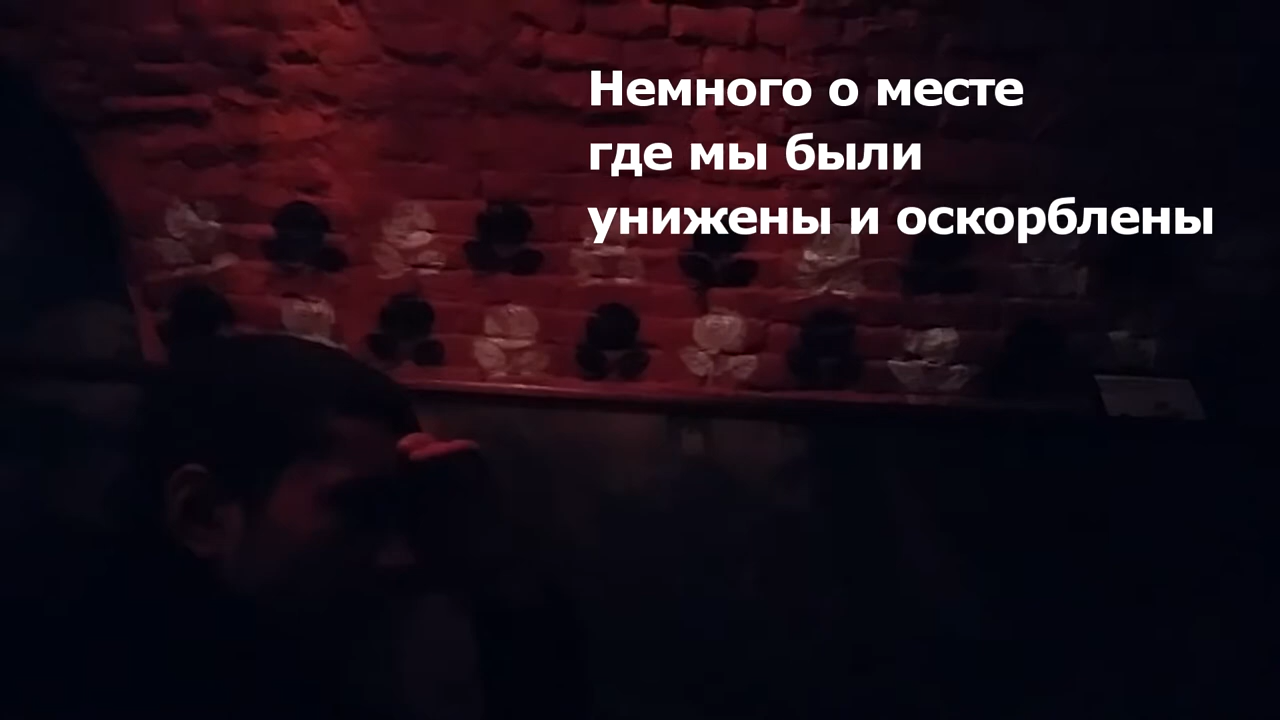 Немного о месте
где мы были
унижены и оскорблены